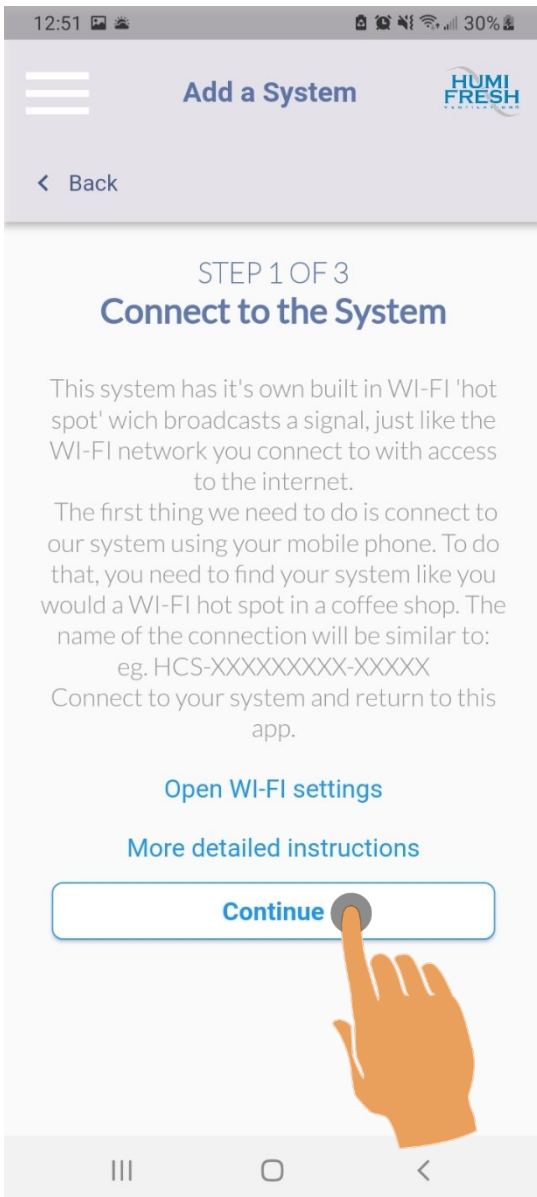 12:51
30%
Add a System
HUMI
FRESH
Back
STEP 1 OF 3
Connect to the System
This system has it's own built in WI-FI 'hot
spot' wich broadcasts a signal, just like the
WI-FI network you connect to with access
to the internet.
The first thing we need to do is connect to
our system using your mobile phone. To do
that, you need to find your system like you
would a WI-FI hot spot in a coffee shop. The
name of the connection will be similar to:
eg. HCS-XXXXXXXXX-XXXXX
Connect to your system and return to this
app.
Open WI-FI settings
More detailed instructions
Continue